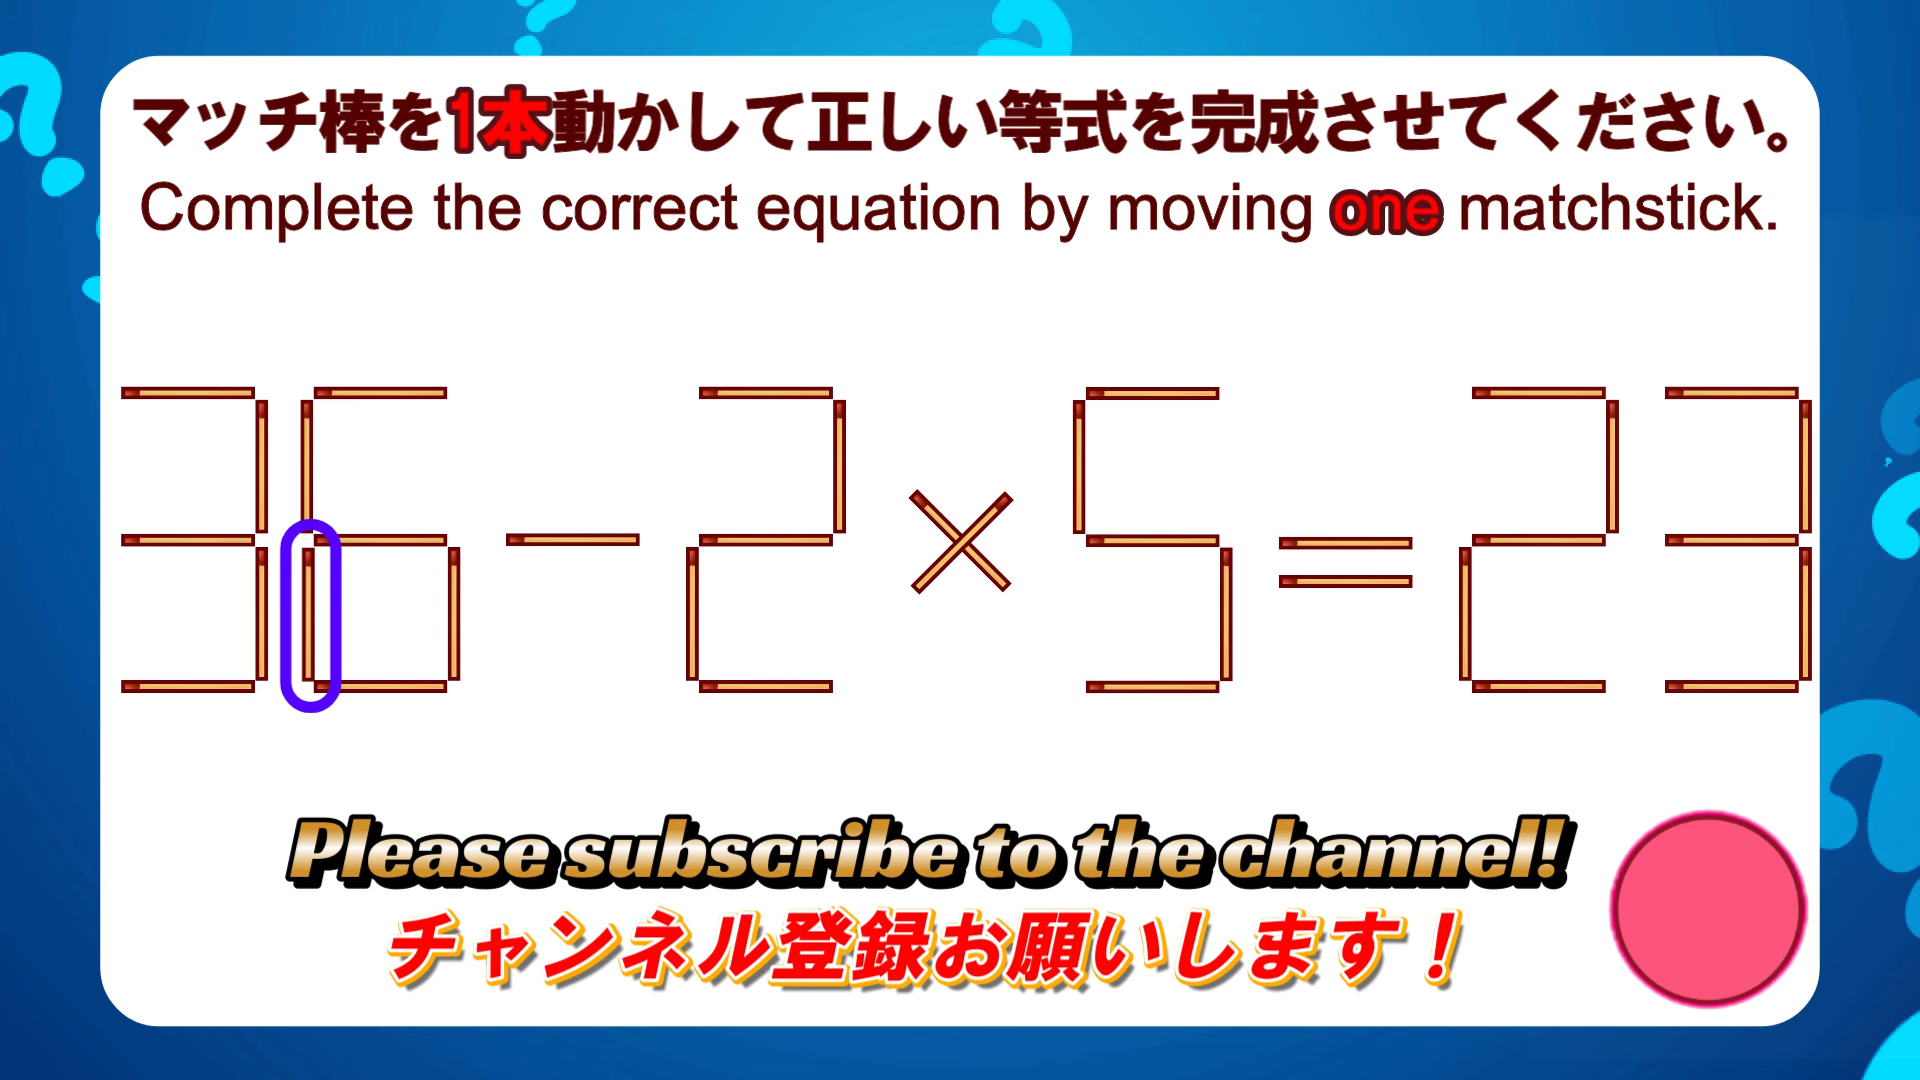 マッチ棒を1本動かして正しい等式を完成させてください。
Complete the correct equation by moving one matchstick.
36-2×5=23
Please subscribe to the channel!
チャンネル登録お願いします！